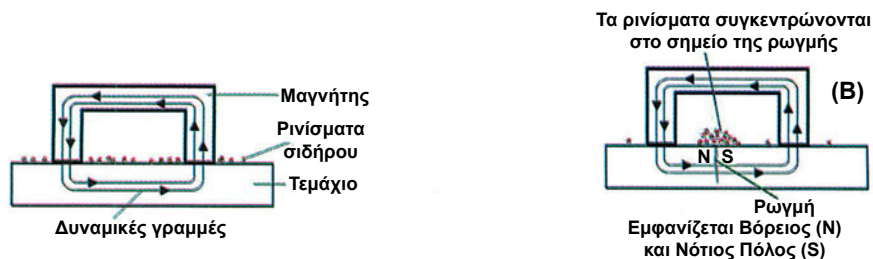 Μαγνήτης
Ρινίσματα
σιδήρου
Τεμάχιο
Δυναμικές γραμμές
Τα ρινίσματα συγκεντρώνονται
στο σημείο της ρωγμής
(Β)
N S
Ρωγμή
Εμφανίζεται Βόρειος (Ν)
και Νότιος Πόλος (S)